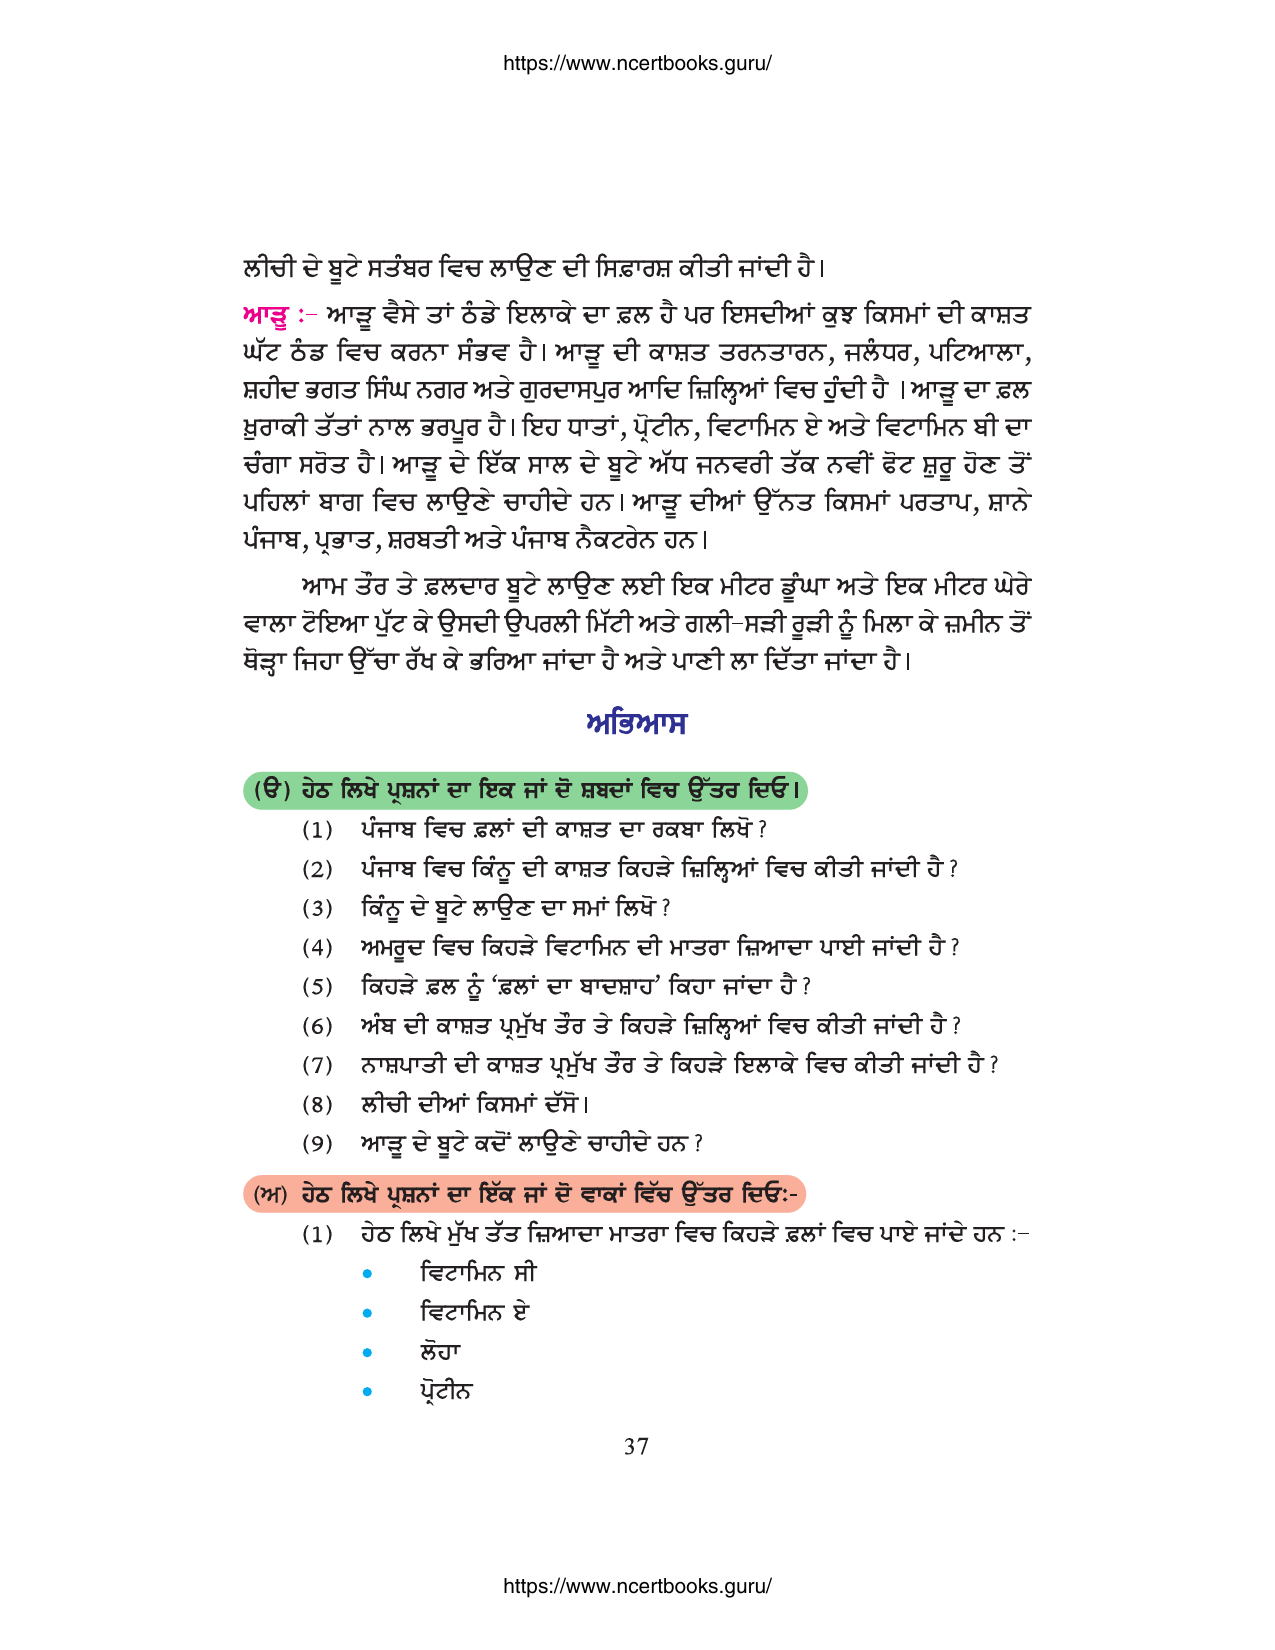 https://www.ncertbooks.guru/
ਲੀਚੀ ਦੇ ਬੂਟੇ ਸਤੰਬਰ ਵਿਚ ਲਾਉਣ ਦੀ ਸਿਫ਼ਾਰਸ਼ ਕੀਤੀ ਜਾਂਦੀ ਹੈ।
ਆੜੂ :– ਆੜੂ ਵੈਸੇ ਤਾਂ ਠੰਡੇ ਇਲਾਕੇ ਦਾ ਫ਼ਲ ਹੈ ਪਰ ਇਸਦੀਆਂ ਕੁਝ ਕਿਸਮਾਂ ਦੀ ਕਾਸ਼ਤ
ਘੱਟ ਠੰਡ ਵਿਚ ਕਰਨਾ ਸੰਭਵ ਹੈ। ਆੜੂ ਦੀ ਕਾਸ਼ਤ ਤਰਨਤਾਰਨ, ਜਲੰਧਰ, ਪਟਿਆਲਾ,
ਸ਼ਹੀਦ ਭਗਤ ਸਿੰਘ ਨਗਰ ਅਤੇ ਗੁਰਦਾਸਪੁਰ ਆਦਿ ਜ਼ਿਲ੍ਹਿਆਂ ਵਿਚ ਹੁੰਦੀ ਹੈ । ਆੜੂ ਦਾ ਫ਼ਲ
ਖ਼ੁਰਾਕੀ ਤੱਤਾਂ ਨਾਲ ਭਰਪੂਰ ਹੈ। ਇਹ ਧਾਤਾਂ, ਪ੍ਰੋਟੀਨ, ਵਿਟਾਮਿਨ ਏ ਅਤੇ ਵਿਟਾਮਿਨ ਬੀ ਦਾ
ਚੰਗਾ ਸਰੋਤ ਹੈ। ਆੜੂ ਦੇ ਇੱਕ ਸਾਲ ਦੇ ਬੂਟੇ ਅੱਧ ਜਨਵਰੀ ਤੱਕ ਨਵੀਂ ਫੋਟ ਸ਼ੁਰੂ ਹੋਣ ਤੋਂ
ਪਹਿਲਾਂ ਬਾਗ ਵਿਚ ਲਾਉਣੇ ਚਾਹੀਦੇ ਹਨ। ਆੜੂ ਦੀਆਂ ਉੱਨਤ ਕਿਸਮਾਂ ਪਰਤਾਪ, ਸ਼ਾਨੇ
ਪੰਜਾਬ, ਪ੍ਰਭਾਤ, ਸ਼ਰਬਤੀ ਅਤੇ ਪੰਜਾਬ ਨੈਕਟਰੇਨ ਹਨ।
ਆਮ ਤੌਰ ਤੇ ਫ਼ਲਦਾਰ ਬੂਟੇ ਲਾਉਣ ਲਈ ਇਕ ਮੀਟਰ ਡੂੰਘਾ ਅਤੇ ਇਕ ਮੀਟਰ ਘੇਰੇ
ਵਾਲਾ ਟੋਇਆ ਪੁੱਟ ਕੇ ਉਸਦੀ ਉਪਰਲੀ ਮਿੱਟੀ ਅਤੇ ਗਲੀ–ਸੜੀ ਰੂੜੀ ਨੂੰ ਮਿਲਾ ਕੇ ਜ਼ਮੀਨ ਤੋਂ
ਥੋੜ੍ਹਾ ਜਿਹਾ ਉੱਚਾ ਰੱਖ ਕੇ ਭਰਿਆ ਜਾਂਦਾ ਹੈ ਅਤੇ ਪਾਣੀ ਲਾ ਦਿੱਤਾ ਜਾਂਦਾ ਹੈ।
ਅਭਿਆਸ
(ੳ) ਹੇਠ ਲਿਖੇ ਪ੍ਰਸ਼ਨਾਂ ਦਾ ਇਕ ਜਾਂ ਦੋ ਸ਼ਬਦਾਂ ਵਿਚ ਉੱਤਰ ਦਿਓ।
(1) ਪੰਜਾਬ ਵਿਚ ਫ਼ਲਾਂ ਦੀ ਕਾਸ਼ਤ ਦਾ ਰਕਬਾ ਲਿਖੋ ?
(2) ਪੰਜਾਬ ਵਿਚ ਕਿੰਨੂ ਦੀ ਕਾਸ਼ਤ ਕਿਹੜੇ ਜ਼ਿਲ੍ਹਿਆਂ ਵਿਚ ਕੀਤੀ ਜਾਂਦੀ ਹੈ ?
(3) ਕਿੰਨੂ ਦੇ ਬੂਟੇ ਲਾਉਣ ਦਾ ਸਮਾਂ ਲਿਖੋ ?
(4) ਅਮਰੂਦ ਵਿਚ ਕਿਹੜੇ ਵਿਟਾਮਿਨ ਦੀ ਮਾਤਰਾ ਜ਼ਿਆਦਾ ਪਾਈ ਜਾਂਦੀ ਹੈ ?
(5) ਕਿਹੜੇ ਫ਼ਲ ਨੂੰ ‘ਫ਼ਲਾਂ ਦਾ ਬਾਦਸ਼ਾਹ’ ਕਿਹਾ ਜਾਂਦਾ ਹੈ ?
(6) ਅੰਬ ਦੀ ਕਾਸ਼ਤ ਪ੍ਰਮੁੱਖ ਤੌਰ ਤੇ ਕਿਹੜੇ ਜ਼ਿਲ੍ਹਿਆਂ ਵਿਚ ਕੀਤੀ ਜਾਂਦੀ ਹੈ ?
(7) ਨਾਸ਼ਪਾਤੀ ਦੀ ਕਾਸ਼ਤ ਪ੍ਰਮੁੱਖ ਤੌਰ ਤੇ ਕਿਹੜੇ ਇਲਾਕੇ ਵਿਚ ਕੀਤੀ ਜਾਂਦੀ ਹੈ ?
(8) ਲੀਚੀ ਦੀਆਂ ਕਿਸਮਾਂ ਦੱਸੋ।
(9) ਆੜੂ ਦੇ ਬੂਟੇ ਕਦੋਂ ਲਾਉਣੇ ਚਾਹੀਦੇ ਹਨ ?
(ਅ) ਹੇਠ ਲਿਖੇ ਪ੍ਰਸ਼ਨਾਂ ਦਾ ਇੱਕ ਜਾਂ ਦੋ ਵਾਕਾਂ ਵਿੱਚ ਉੱਤਰ ਦਿਓ:-
(1) ਹੇਠ ਲਿਖੇ ਮੁੱਖ ਤੱਤ ਜ਼ਿਆਦਾ ਮਾਤਰਾ ਵਿਚ ਕਿਹੜੇ ਫ਼ਲਾਂ ਵਿਚ ਪਾਏ ਜਾਂਦੇ ਹਨ :–
• ਵਿਟਾਮਿਨ ਸੀ
• ਵਿਟਾਮਿਨ ਏ
• ਲੋਹਾ
• ਪ੍ਰੋਟੀਨ
37
https://www.ncertbooks.guru/